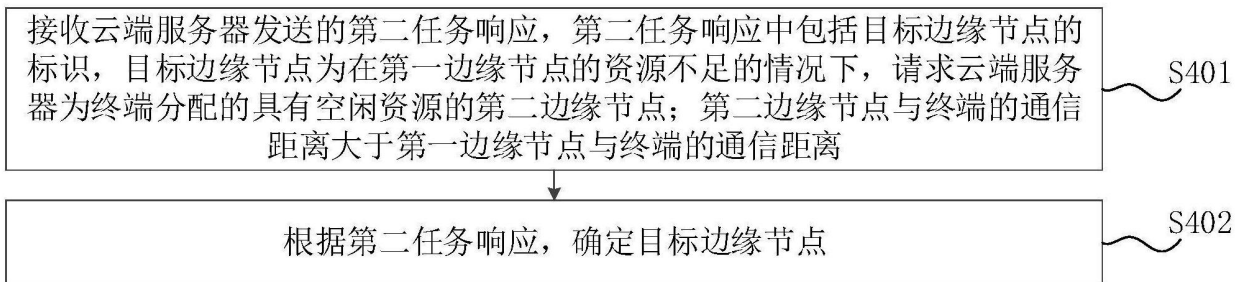 接收云端服务器发送的第二任务响应，第二任务响应中包括目标边缘节点的
标识，目标边缘节点为在第一边缘节点的资源不足的情况下，请求云端服务
器为终端分配的具有空闲资源的第二边缘节点；第二边缘节点与终端的通信
距离大于第一边缘节点与终端的通信距离
S401
根据第二任务响应，确定目标边缘节点
S402